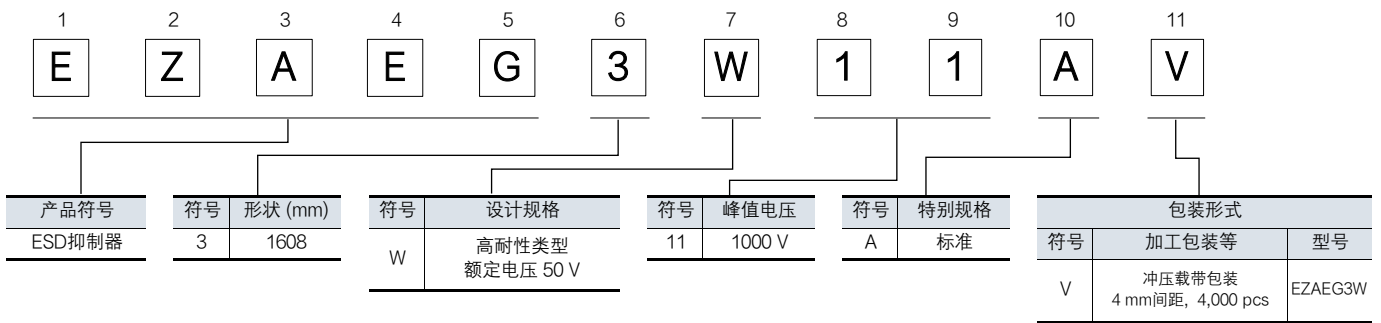 1 2 3 4 5 6 7 8 9 10 11
E Z A E G 3 W 1 1 A V
产品符号
ESD抑制器
符号 形状 (mm)
3 1608
符号 设计规格
W 高耐性类型
额定电压 50 V
符号 峰值电压
11 1000 V
符号 特别规格
A 标准
包装形式
符号 加工包装等 型号
V 冲压载带包装 EZAEG3W
4 mm间距, 4,000 pcs